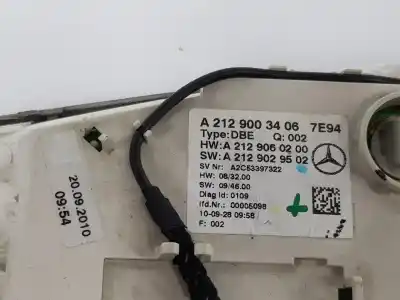 A 212 900 34 06 7E94
Type: DBE Q: 002
HW: A 212 906 02 00
SW: A 212 902 95 02
SV Nr: A2C53397322
HW: 08/32.00
SW: 09/46.00
Diag Id: 0109
lfd.Nr.: 00005098
10-09-28 09:58
F: 002
20.09.2010
09:54